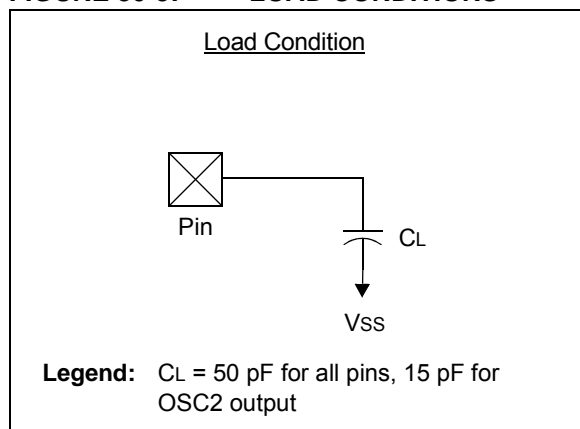 Load Condition
Pin
CL
VSS
Legend: CL = 50 pF for all pins, 15 pF for
OSC2 output